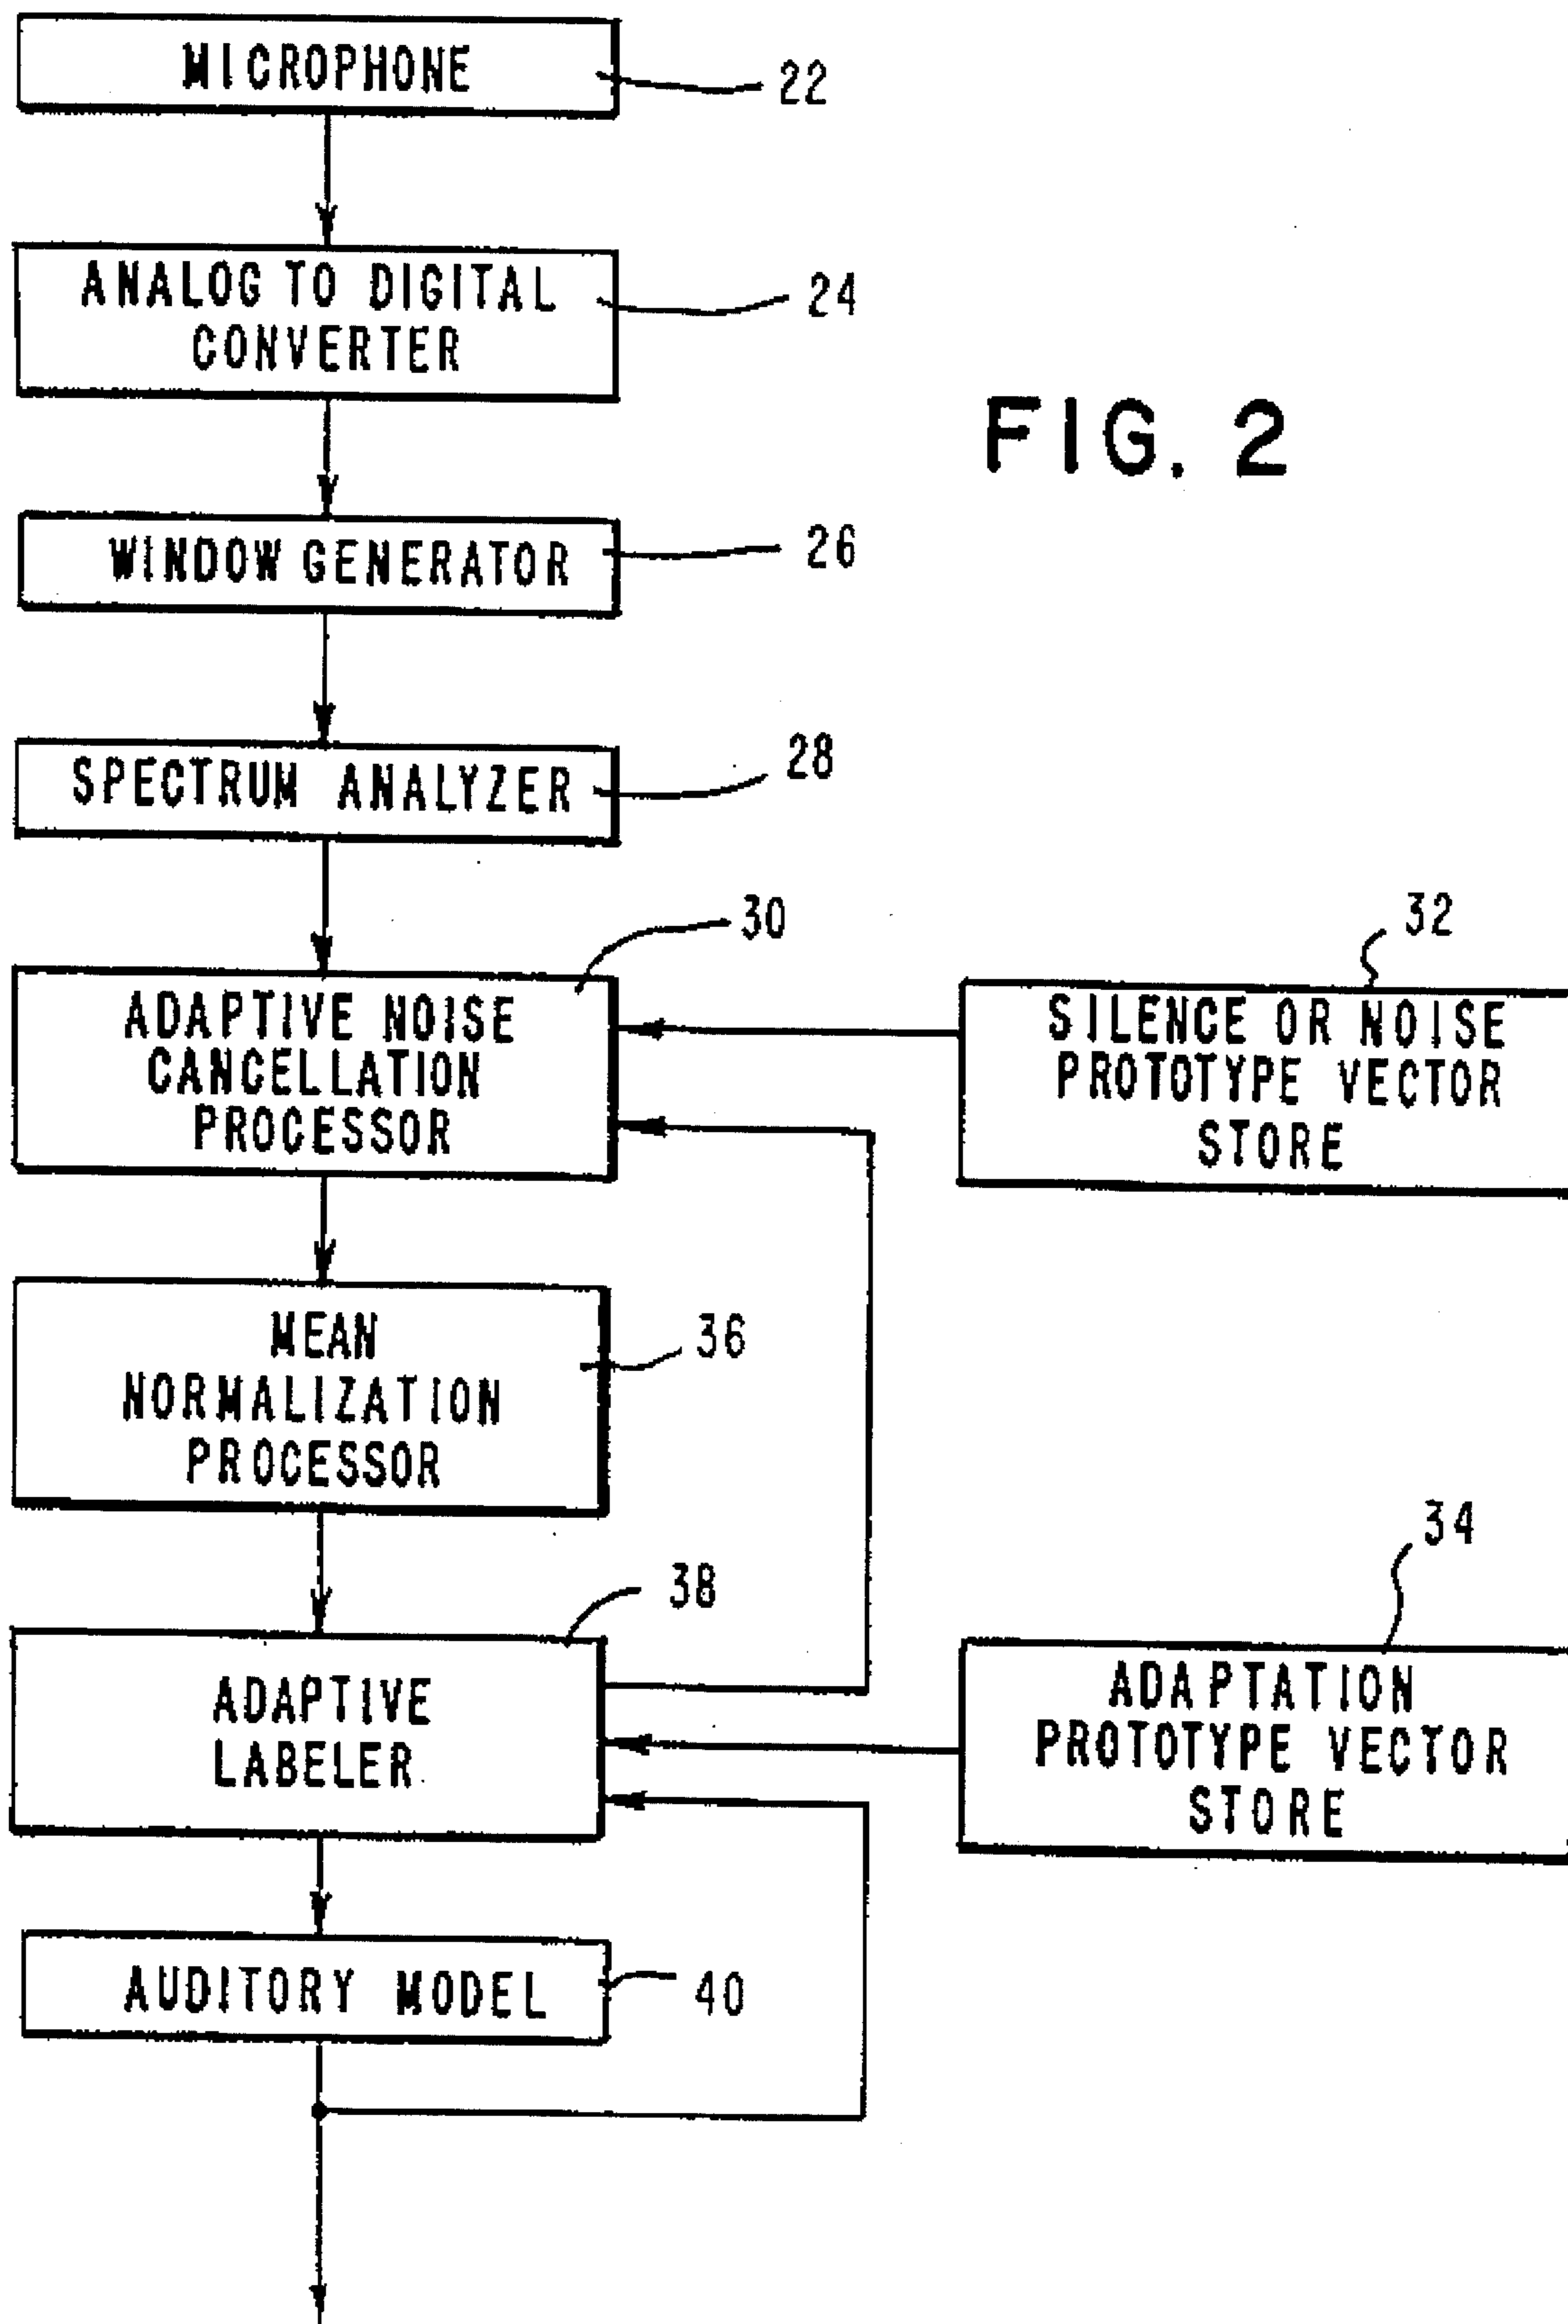 MICROPHONE
22
ANALOG TO DIGITAL
CONVERTER
24
FIG. 2
WINDOW GENERATOR
26
SPECTRUM ANALYZER
28
30
ADAPTIVE NOISE
CANCELLATION
PROCESSOR
32
SILENCE OR NOISE
PROTOTYPE VECTOR
STORE
MEAN
NORMALIZATION
PROCESSOR
36
38
ADAPTIVE
LABELER
34
ADAPTATION
PROTOTYPE VECTOR
STORE
AUDITORY MODEL
40